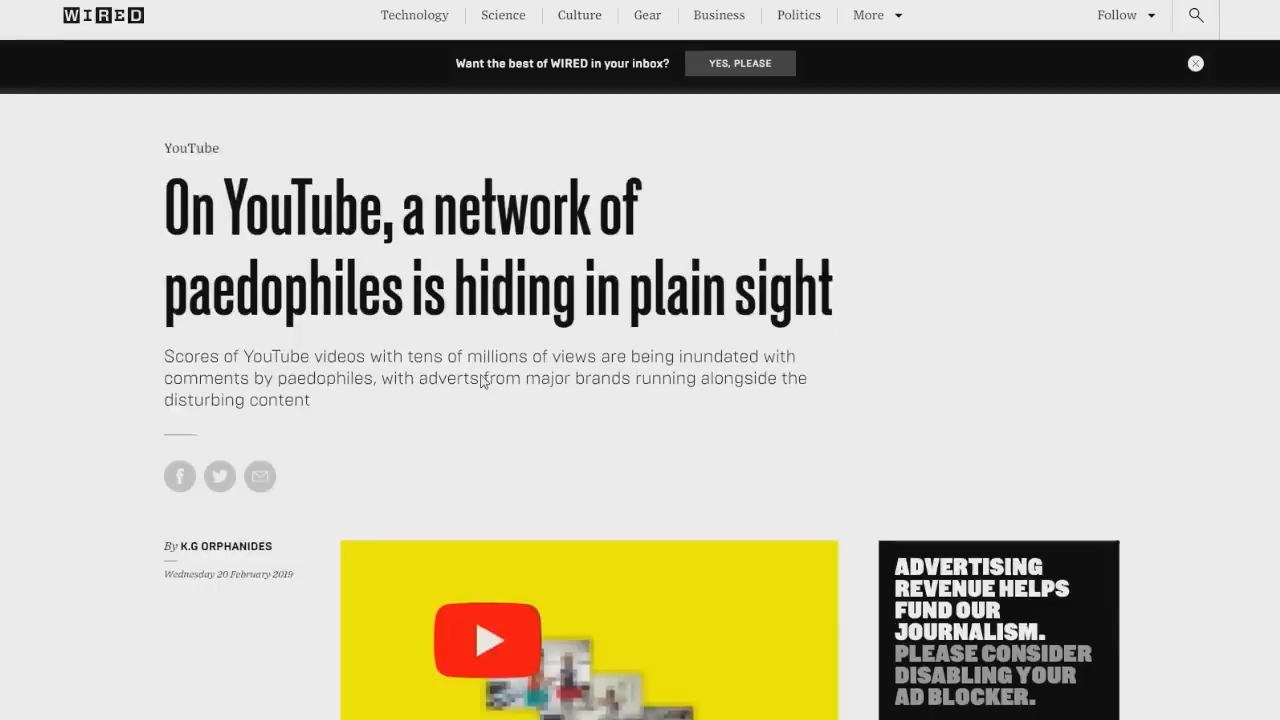 WIRED
Technology
Science
Culture
Gear
Business
Politics
More
Follow
Want the best of WIRED in your inbox?
YES, PLEASE
YouTube
On YouTube, a network of
paedophiles is hiding in plain sight
Scores of YouTube videos with tens of millions of views are being inundated with
comments by paedophiles, with adverts from major brands running alongside the
disturbing content
By K.G ORPHANIDES
Wednesday 20 February 2019
ADVERTISING
REVENUE HELPS
FUND OUR
JOURNALISM.
PLEASE CONSIDER
DISABLING YOUR
AD BLOCKER.